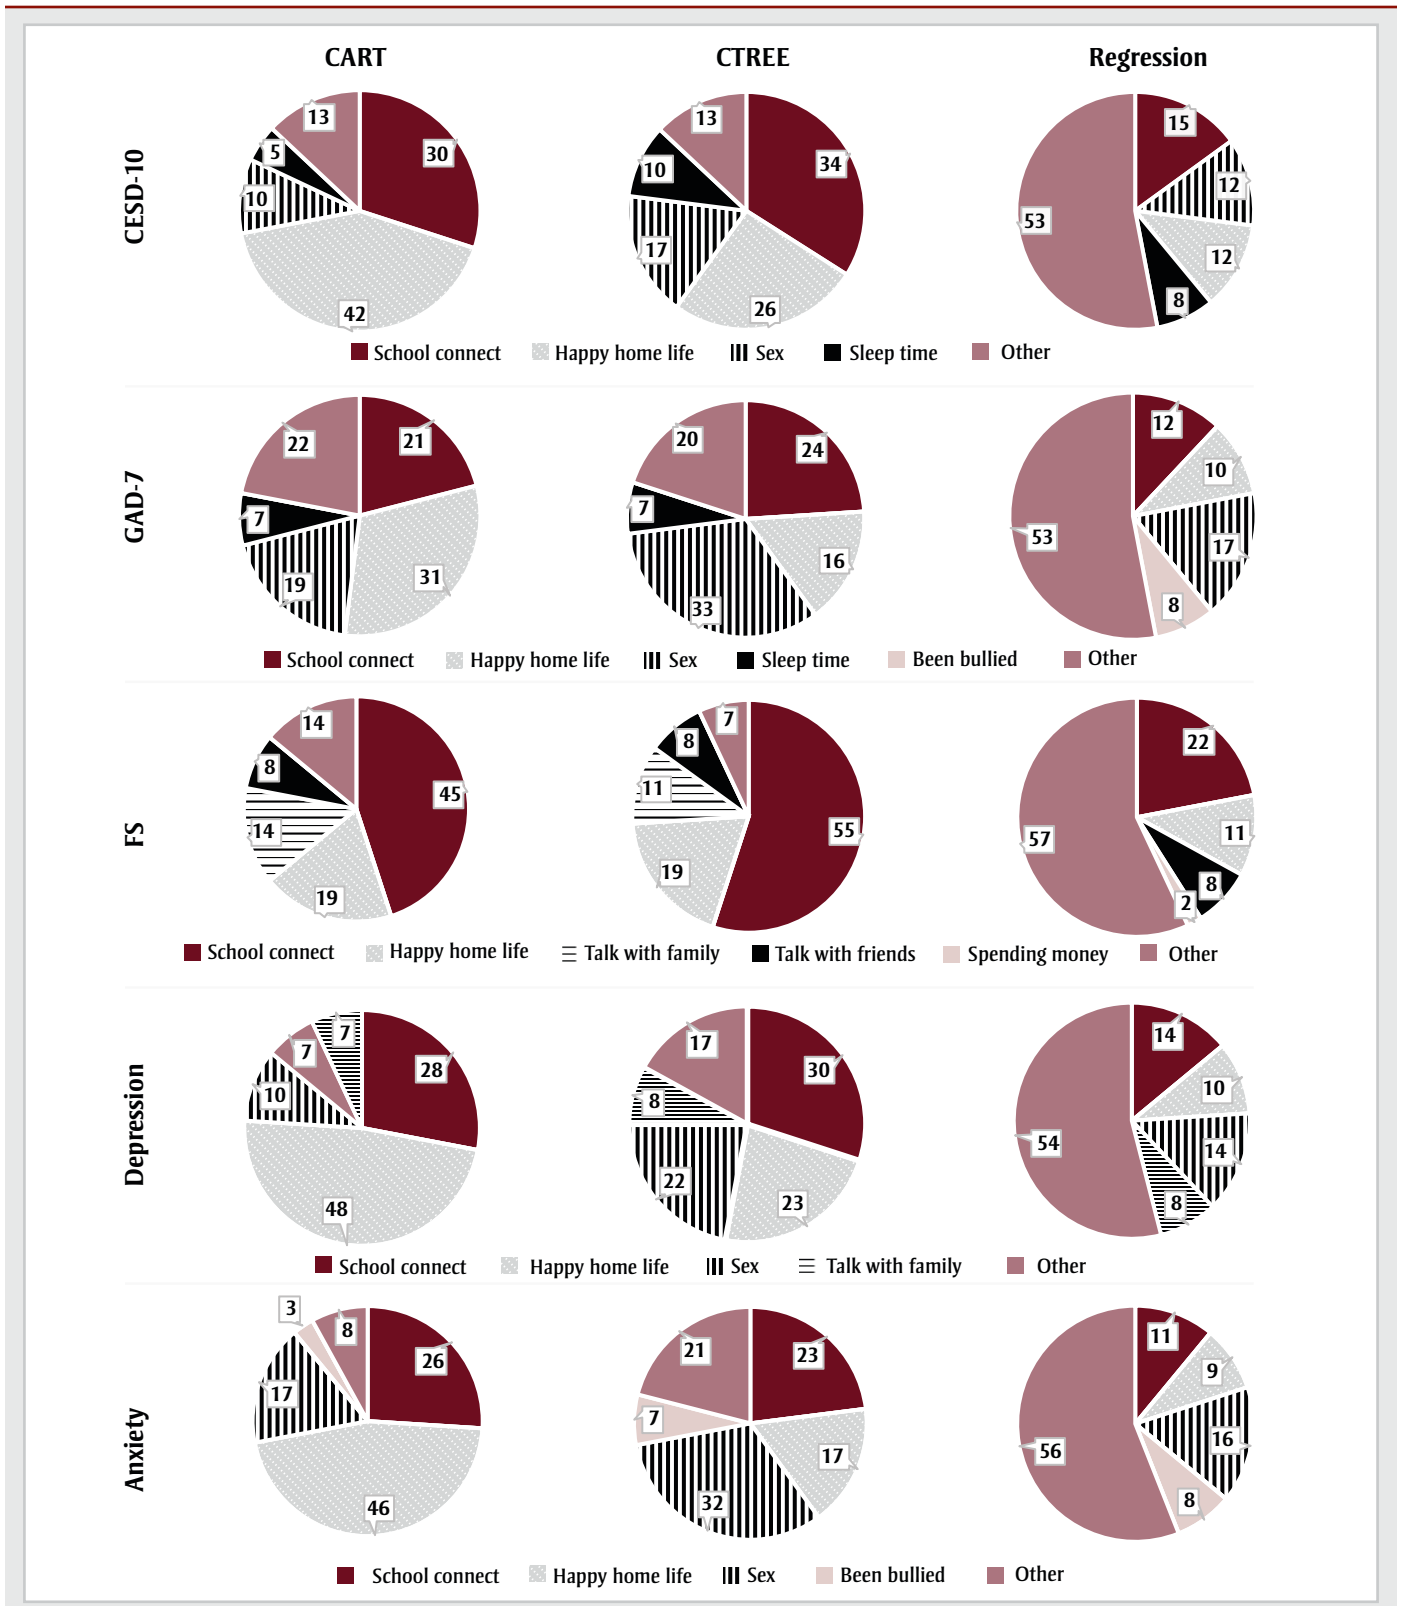 CART CTREE Regression
CESD-10
13 30 5 10 42
13 34 10 17 26
15 12 12 8 53
School connect Happy home life Sex Sleep time Other
GAD-7
22 21 7 19 31
20 24 7 16 33
12 10 17 8 53
School connect Happy home life Sex Sleep time Been bullied Other
FS
14 8 45 14 19
7 8 11 55 19
22 11 8 2 57
School connect Happy home life Talk with family Talk with friends Spending money Other
Depression
7 7 28 10 48
17 30 8 22 23
14 10 14 8 54
School connect Happy home life Sex Talk with family Other
Anxiety
3 8 26 17 46
21 23 7 17 32
11 9 16 8 56
School connect Happy home life Sex Been bullied Other